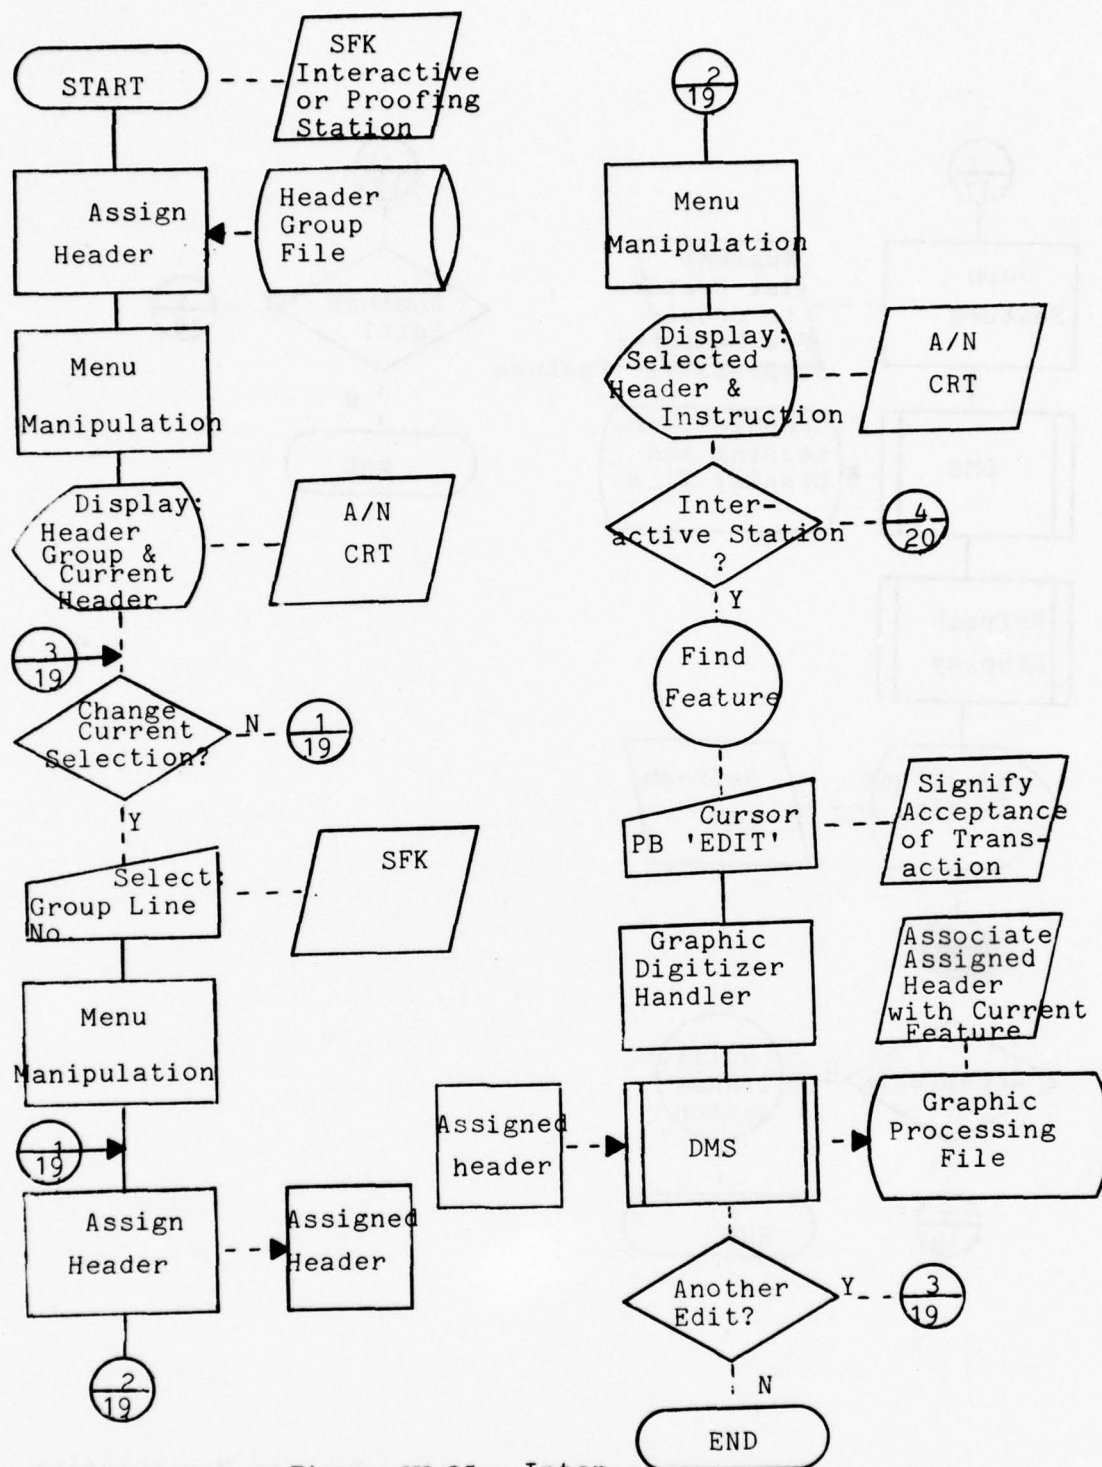 START
SFK
Interactive
or Proofing
Station
Assign
Header
Header
Group
File
Menu
Manipulation
Display:
Header
Group &
Current
Header
A/N
CRT
3
19
Change
Current
Selection?
N
1
19
Y
Select:
Group Line
No.
SFK
Menu
Manipulation
1
19
Assign
Header
Assigned
Header
2
19
2
19
Menu
Manipulation
Display:
Selected
Header &
Instruction
A/N
CRT
Inter-
active Station
?
4
20
Y
Find
Feature
Cursor
PB 'EDIT'
Signify
Acceptance
of Trans-
action
Graphic
Digitizer
Handler
Associate
Assigned
Header
with Current
Feature
Assigned
header
DMS
Graphic
Processing
File
Another
Edit?
Y
3
19
N
END